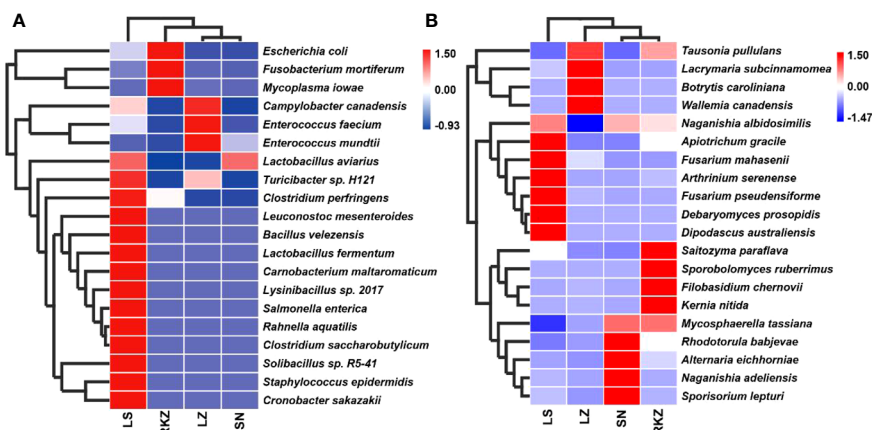 A
Escherichia coli
Fusobacterium mortiferum
Mycoplasma iowae
Campylobacter canadensis
Enterococcus faecium
Enterococcus mundtii
Lactobacillus aviarius
Turicibacter sp. H121
Clostridium perfringens
Leuconostoc mesenteroides
Bacillus velezensis
Lactobacillus fermentum
Carnobacterium maltaromaticum
Lysinibacillus sp. 2017
Salmonella enterica
Rahnella aquatilis
Clostridium saccharobutylicum
Solibacillus sp. R5-41
Staphylococcus epidermidis
Cronobacter sakazakii
LS
RKZ
LZ
SN
1.50
0.00
-0.93
B
Tausonia pullulans
Lacrymaria subcinnamomea
Botrytis caroliniana
Wallemia canadensis
Naganishia albidosimilis
Apiotrichum gracile
Fusarium mahasenii
Arthrinium serenense
Fusarium pseudensiforme
Debaryomyces prosopidis
Dipodascus australiensis
Saitozyma paraflava
Sporobolomyces ruberrimus
Filobasidium chernovii
Kernia nitida
Mycosphaerella tassiana
Rhodotorula babjevae
Alternaria eichhorniae
Naganishia adeliensis
Sporisorium lepturi
LS
LZ
SN
RKZ
1.50
0.00
-1.47